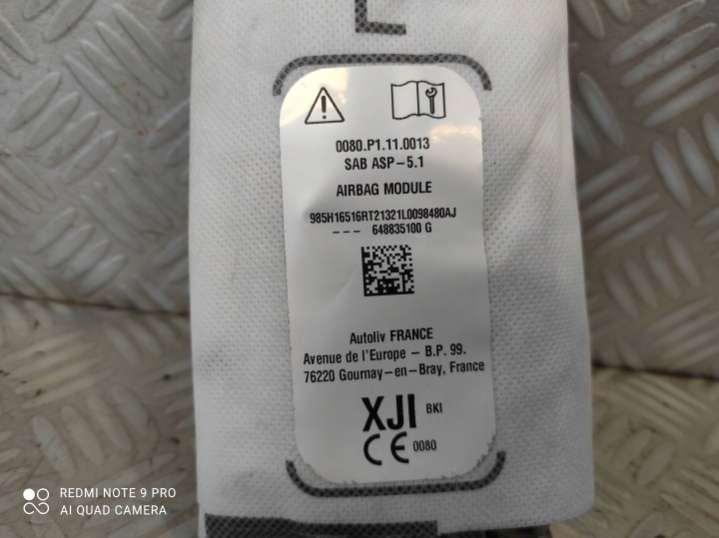 L
0080.P1.11.0013
SAB ASP-5.1
AIRBAG MODULE
985H16516RT21321L0098480AJ
--- 648835100 G
Autoliv FRANCE
Avenue de l'Europe - B.P. 99.
76220 Gournay-en-Bray, France
XJI BKI
CE 0080
REDMI NOTE 9 PRO
AI QUAD CAMERA